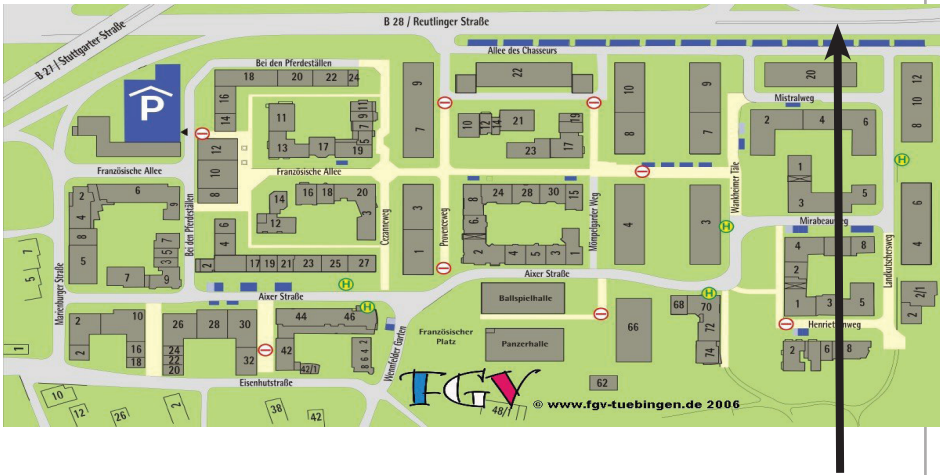 B 28 / Reutlinger Straße
B 27 / Stuttgarter Straße
Allee des Chasseurs
Bei den Pferdeställen
18 20 22 24
22
9
10
9
20
10 12
16
14
P
11
11
9
7
5
13 17 19
7
10 12 14 21 19
23 17
8
7
Mistralweg
2 4 6
8
12
10
8
H
Französische Allee
Französische Allee
Wankheimer Täle
1
3
5
6
4
2
4
6
9
8
5
7
3 5 7
9
Bei den Pferdeställen
14
12
16 18 20
3
Cezanneweg
3
1
Provenceweg
8
6
2
24 28 30 15
4 5 3 1
Mömpelgarder Weg
4
3
H
Mirabeauweg
Landkutschersweg
6
4
2 17 19 21 23 25 27
H
Aixer Straße
Aixer Straße
4 8
2
1 3 5
2/1
2
Marienburger Straße
5 7
1
2
2
10
16
18
26 28 30
24
22
20
32
44 46
42
42/1
8 6 4 2
H
Wennfelder Garten
Ballspielhalle
Panzerhalle
Französischer
Platz
66
62
68 70
72
74
H
Henriettenweg
2 6 8
Eisenhutstraße
10
12
26
2
38
42
48/1
FGV
© www.fgv-tuebingen.de 2006